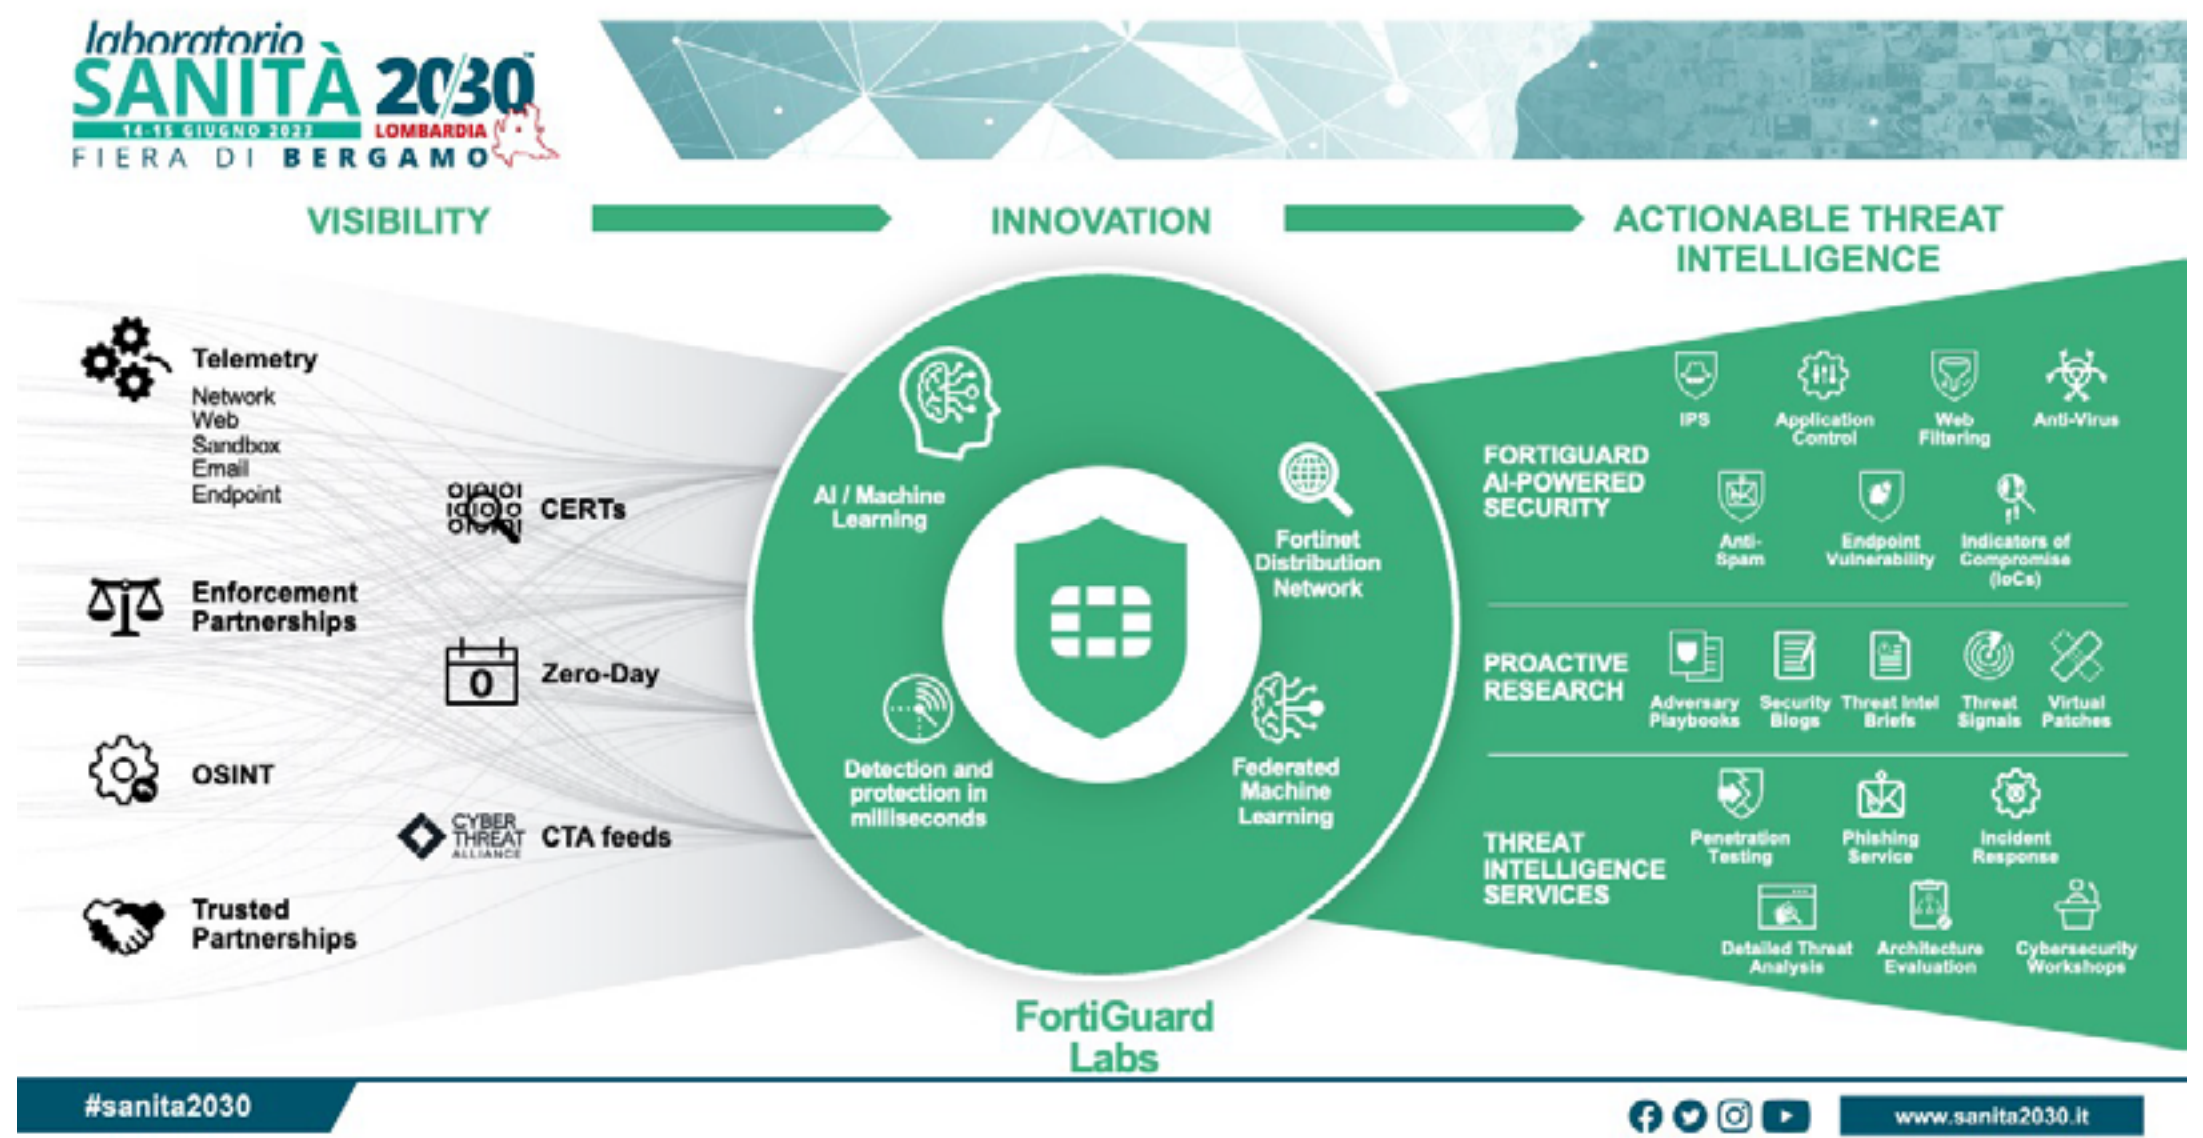 laboratorio
SANITÀ 20/30™
14-15 GIUGNO 2023 LOMBARDIA
FIERA DI BERGAMO
VISIBILITY
INNOVATION
ACTIONABLE THREAT
INTELLIGENCE
Telemetry
Network
Web
Sandbox
Email
Endpoint
Enforcement
Partnerships
OSINT
Trusted
Partnerships
CERTs
0
Zero-Day
CYBER
THREAT
ALLIANCE
CTA feeds
AI / Machine
Learning
Fortinet
Distribution
Network
Detection and
protection in
milliseconds
Federated
Machine
Learning
FortiGuard
Labs
FORTIGUARD
AI-POWERED
SECURITY
IPS
Application
Control
Web
Filtering
Anti-Virus
Anti-
Spam
Endpoint
Vulnerability
Indicators of
Compromise
(IoCs)
PROACTIVE
RESEARCH
Adversary
Playbooks
Security
Blogs
Threat Intel
Briefs
Threat
Signals
Virtual
Patches
THREAT
INTELLIGENCE
SERVICES
Penetration
Testing
Phishing
Service
Incident
Response
Detailed Threat
Analysis
Architecture
Evaluation
Cybersecurity
Workshops
#sanita2030
www.sanita2030.it